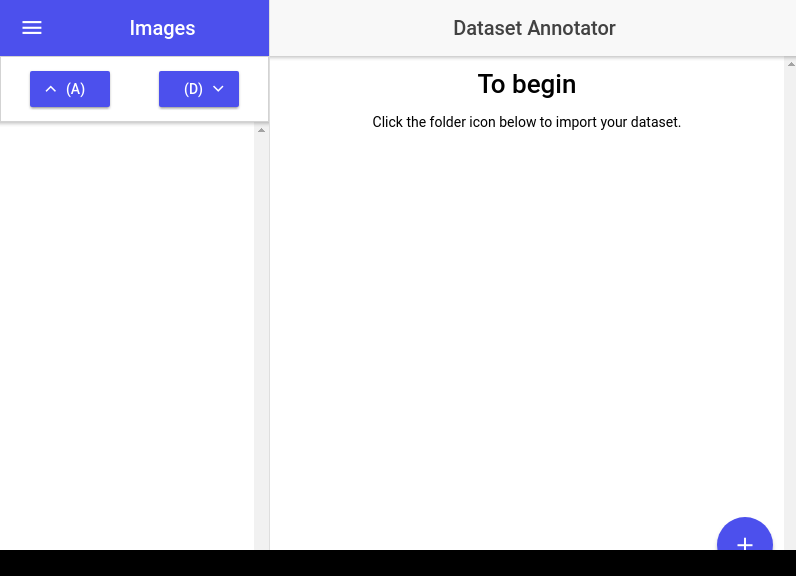 Images
Dataset Annotator
(A)
(D)
To begin
Click the folder icon below to import your dataset.